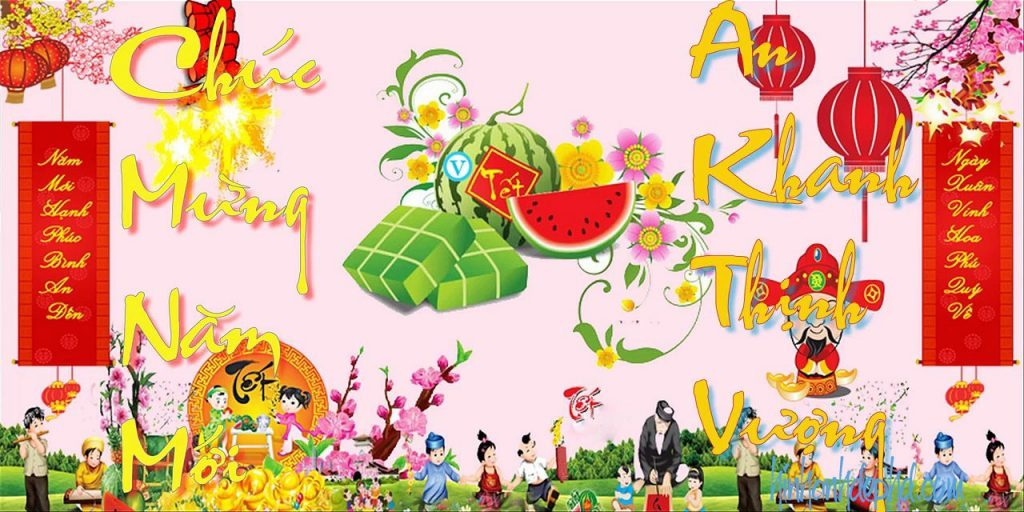 Chúc
Mừng
Năm
Mới
An
Khanh
Thịnh
Vượng
Năm
Mới
Hạnh
Phúc
Bình
An
Đến
Ngày
Xuân
Vinh
Hoa
Phú
Quý
Về
V
Tết
Tết
Tết